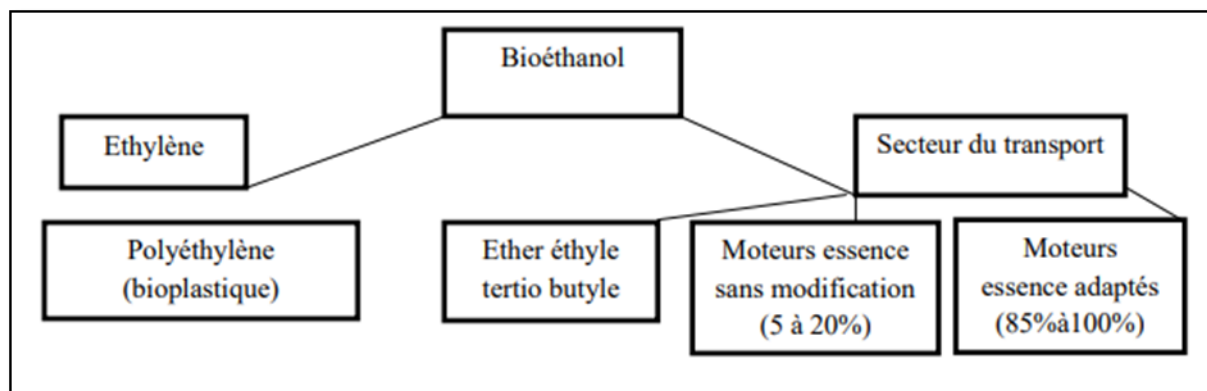 Bioéthanol
Ethylène
Secteur du transport
Polyéthylène
(bioplastique)
Ether éthyle
tertio butyle
Moteurs essence
sans modification
(5 à 20%)
Moteurs
essence adaptés
(85%à100%)